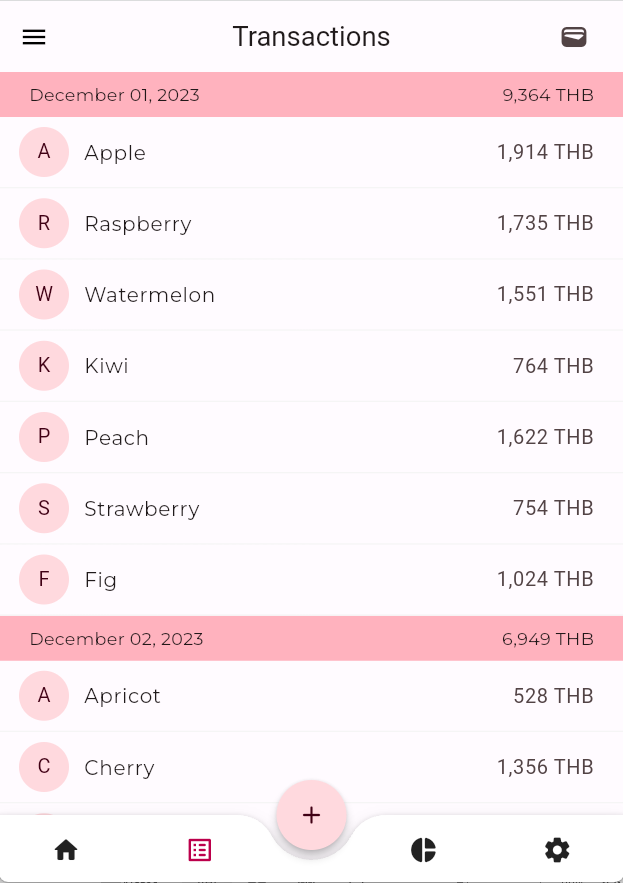 Transactions
December 01, 2023 9,364 THB
A Apple 1,914 THB
R Raspberry 1,735 THB
W Watermelon 1,551 THB
K Kiwi 764 THB
P Peach 1,622 THB
S Strawberry 754 THB
F Fig 1,024 THB
December 02, 2023 6,949 THB
A Apricot 528 THB
C Cherry 1,356 THB
+